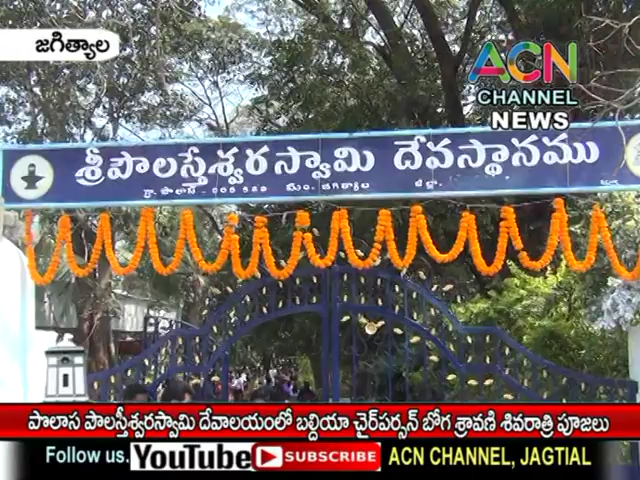 జగిత్యాల
ACN
CHANNEL
NEWS
శ్రీపౌలస్తేశ్వర స్వామి దేవస్థానము
పొలాస పౌలస్తీశ్వరస్వామి దేవాలయంలో బల్దియా చైర్‌పర్సన్ బోగ శ్రావణి శివరాత్రి పూజలు
Follow us. YouTube SUBSCRIBE ACN CHANNEL, JAGTIAL